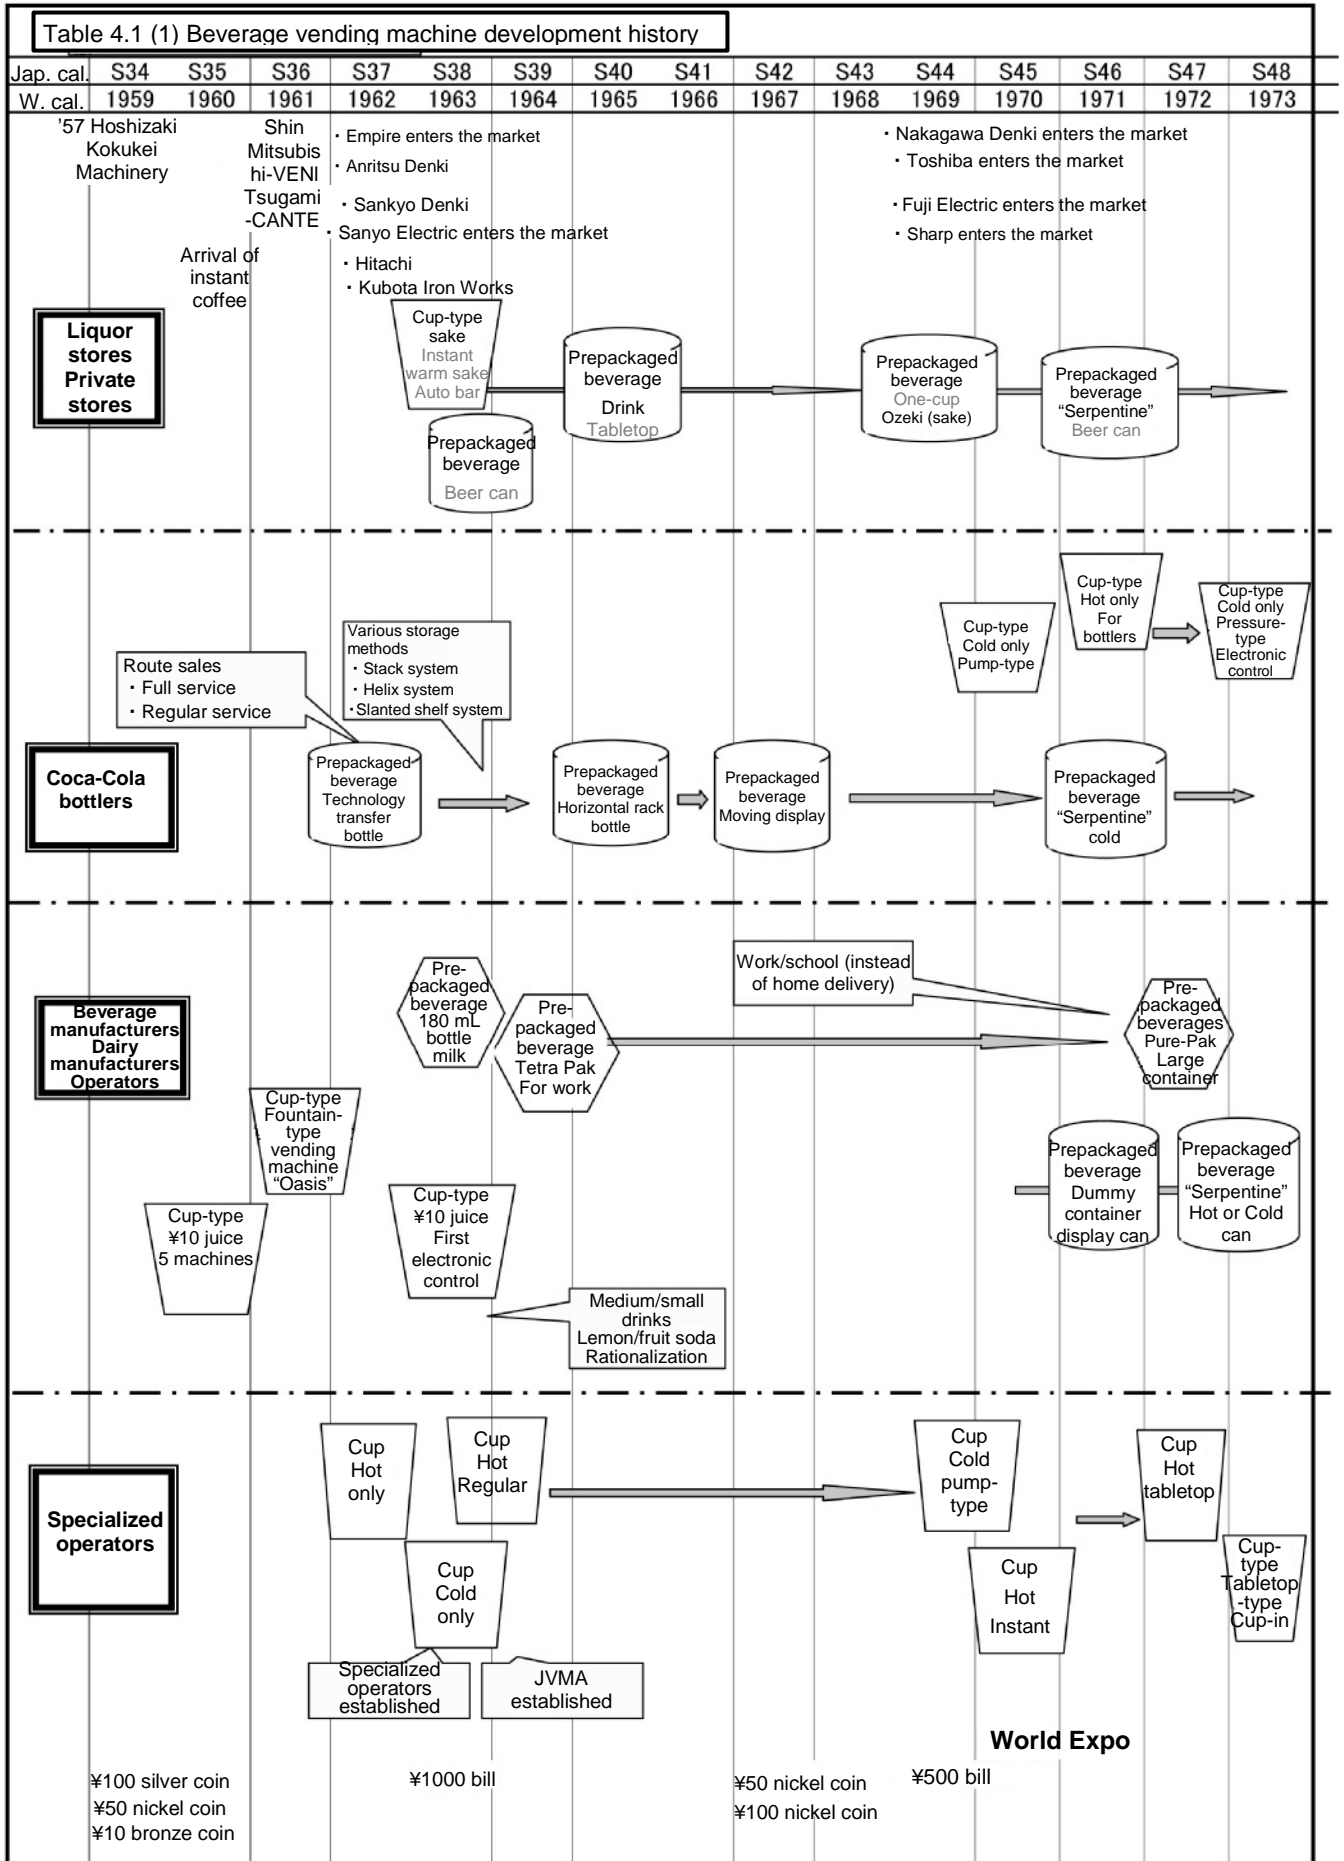 Table 4.1 (1) Beverage vending machine development history
Jap. cal. S34 S35 S36 S37 S38 S39 S40 S41 S42 S43 S44 S45 S46 S47 S48
W. cal. 1959 1960 1961 1962 1963 1964 1965 1966 1967 1968 1969 1970 1971 1972 1973
’57 Hoshizaki
Kokukei
Machinery
Arrival of
instant
coffee
Shin
Mitsubis
hi-VENI
Tsugami
-CANTE
・Empire enters the market
・Anritsu Denki
・Sankyo Denki
・Sanyo Electric enters the market
・Hitachi
・Kubota Iron Works
・Nakagawa Denki enters the market
・Toshiba enters the market
・Fuji Electric enters the market
・Sharp enters the market
Liquor
stores
Private
stores
Cup-type
sake
Instant
warm sake
Auto bar
Prepackaged
beverage
Beer can
Prepackaged
beverage
Drink
Tabletop
Prepackaged
beverage
One-cup
Ozeki (sake)
Prepackaged
beverage
“Serpentine”
Beer can
Cup-type
Cold only
Pump-type
Cup-type
Hot only
For
bottlers
Cup-type
Cold only
Pressure-
type
Electronic
control
Route sales
・Full service
・Regular service
Various storage
methods
・Stack system
・Helix system
・Slanted shelf system
Coca-Cola
bottlers
Prepackaged
beverage
Technology
transfer
bottle
Prepackaged
beverage
Horizontal rack
bottle
Prepackaged
beverage
Moving display
Prepackaged
beverage
“Serpentine”
cold
Beverage
manufacturers
Dairy
manufacturers
Operators
Pre-
packaged
beverage
180 mL
bottle
milk
Pre-
packaged
beverage
Tetra Pak
For work
Work/school (instead
of home delivery)
Pre-
packaged
beverages
Pure-Pak
Large
container
Cup-type
Fountain-
type
vending
machine
“Oasis”
Cup-type
¥10 juice
5 machines
Cup-type
¥10 juice
First
electronic
control
Medium/small
drinks
Lemon/fruit soda
Rationalization
Prepackaged
beverage
Dummy
container
display can
Prepackaged
beverage
“Serpentine”
Hot or Cold
can
Specialized
operators
Cup
Hot
only
Cup
Hot
Regular
Cup
Cold
only
Cup
Cold
pump-
type
Cup
Hot
Instant
Cup
Hot
tabletop
Cup-
type
Tabletop
-type
Cup-in
Specialized
operators
established
JVMA
established
World Expo
¥100 silver coin
¥50 nickel coin
¥10 bronze coin
¥1000 bill
¥50 nickel coin
¥100 nickel coin
¥500 bill